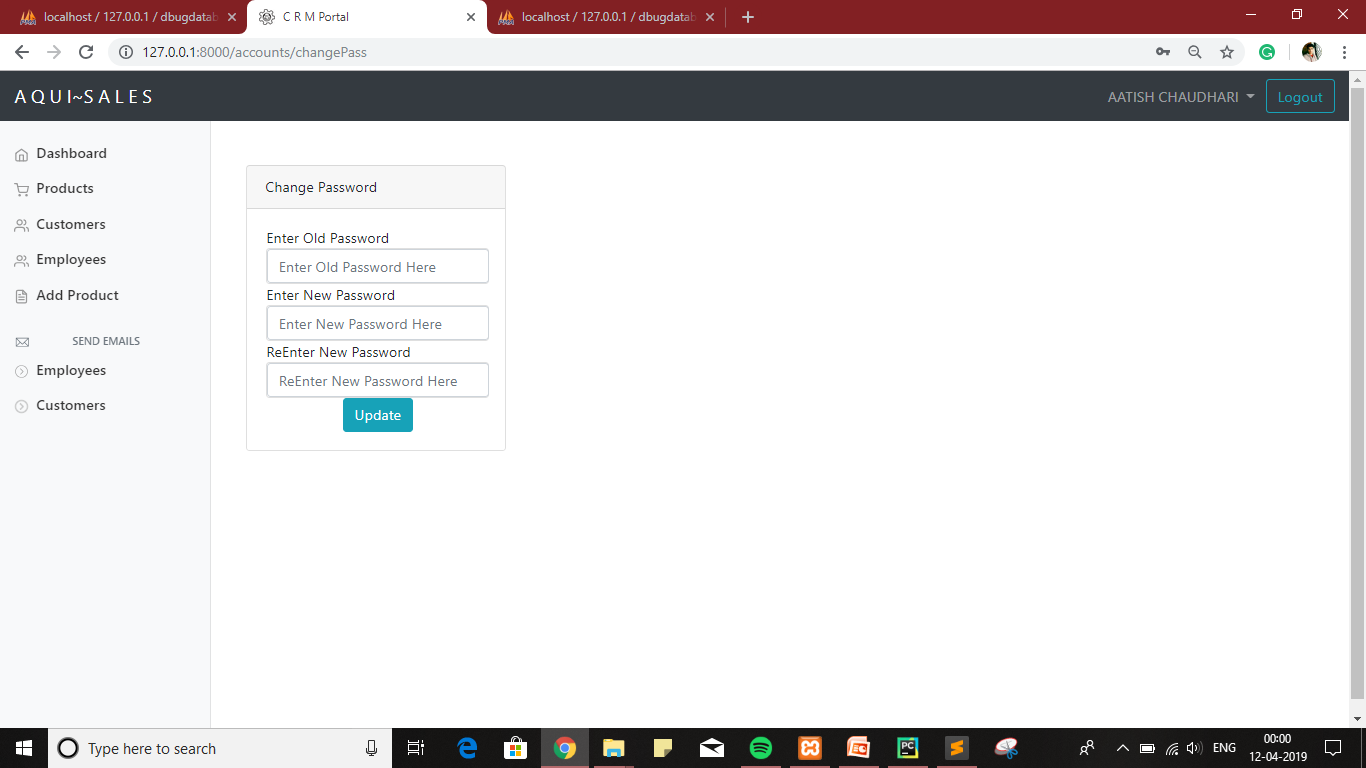 localhost / 127.0.0.1 / dbugdatab
C R M Portal
localhost / 127.0.0.1 / dbugdatab
127.0.0.1:8000/accounts/changePass
A Q U I ~ S A L E S
AATISH CHAUDHARI
Logout
Dashboard
Products
Customers
Employees
Add Product
SEND EMAILS
Employees
Customers
Change Password
Enter Old Password
Enter Old Password Here
Enter New Password
Enter New Password Here
ReEnter New Password
ReEnter New Password Here
Update
Type here to search
PC
ENG
00:00
12-04-2019